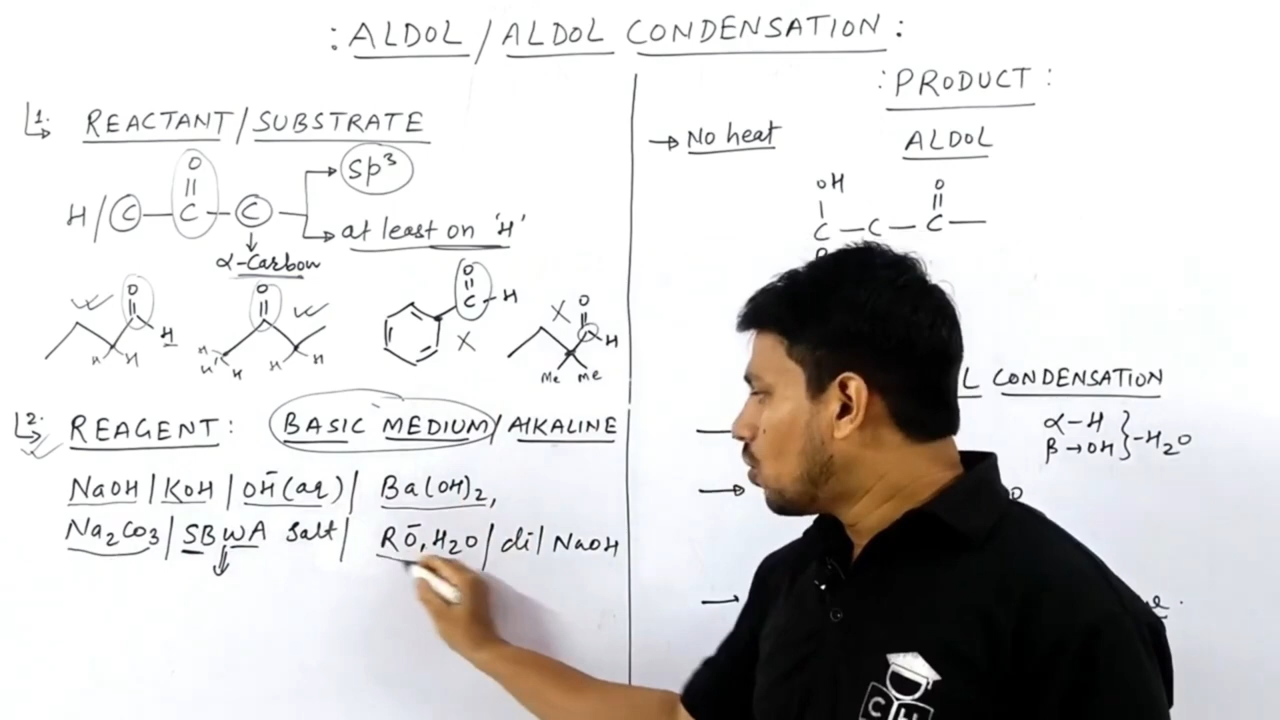 : ALDOL / ALDOL CONDENSATION :
1. REACTANT / SUBSTRATE
O
H / C — C — C
sp³
at least on 'H'
α-Carbon
O
H
H H
O
H H H
H H
O
C — H
X
X
O
H
Me Me
2. REAGENT : BASIC MEDIUM / AlKALINE
NaOH / KOH / OH̄ (aq) / Ba(OH)₂,
Na₂Co₃ / SBWA Salt / RŌ, H₂O / dil NaOH
: PRODUCT :
→ No heat
ALDOL
OH O
C — C — C —
L CONDENSATION
α-H
β→OH } -H₂O
C H